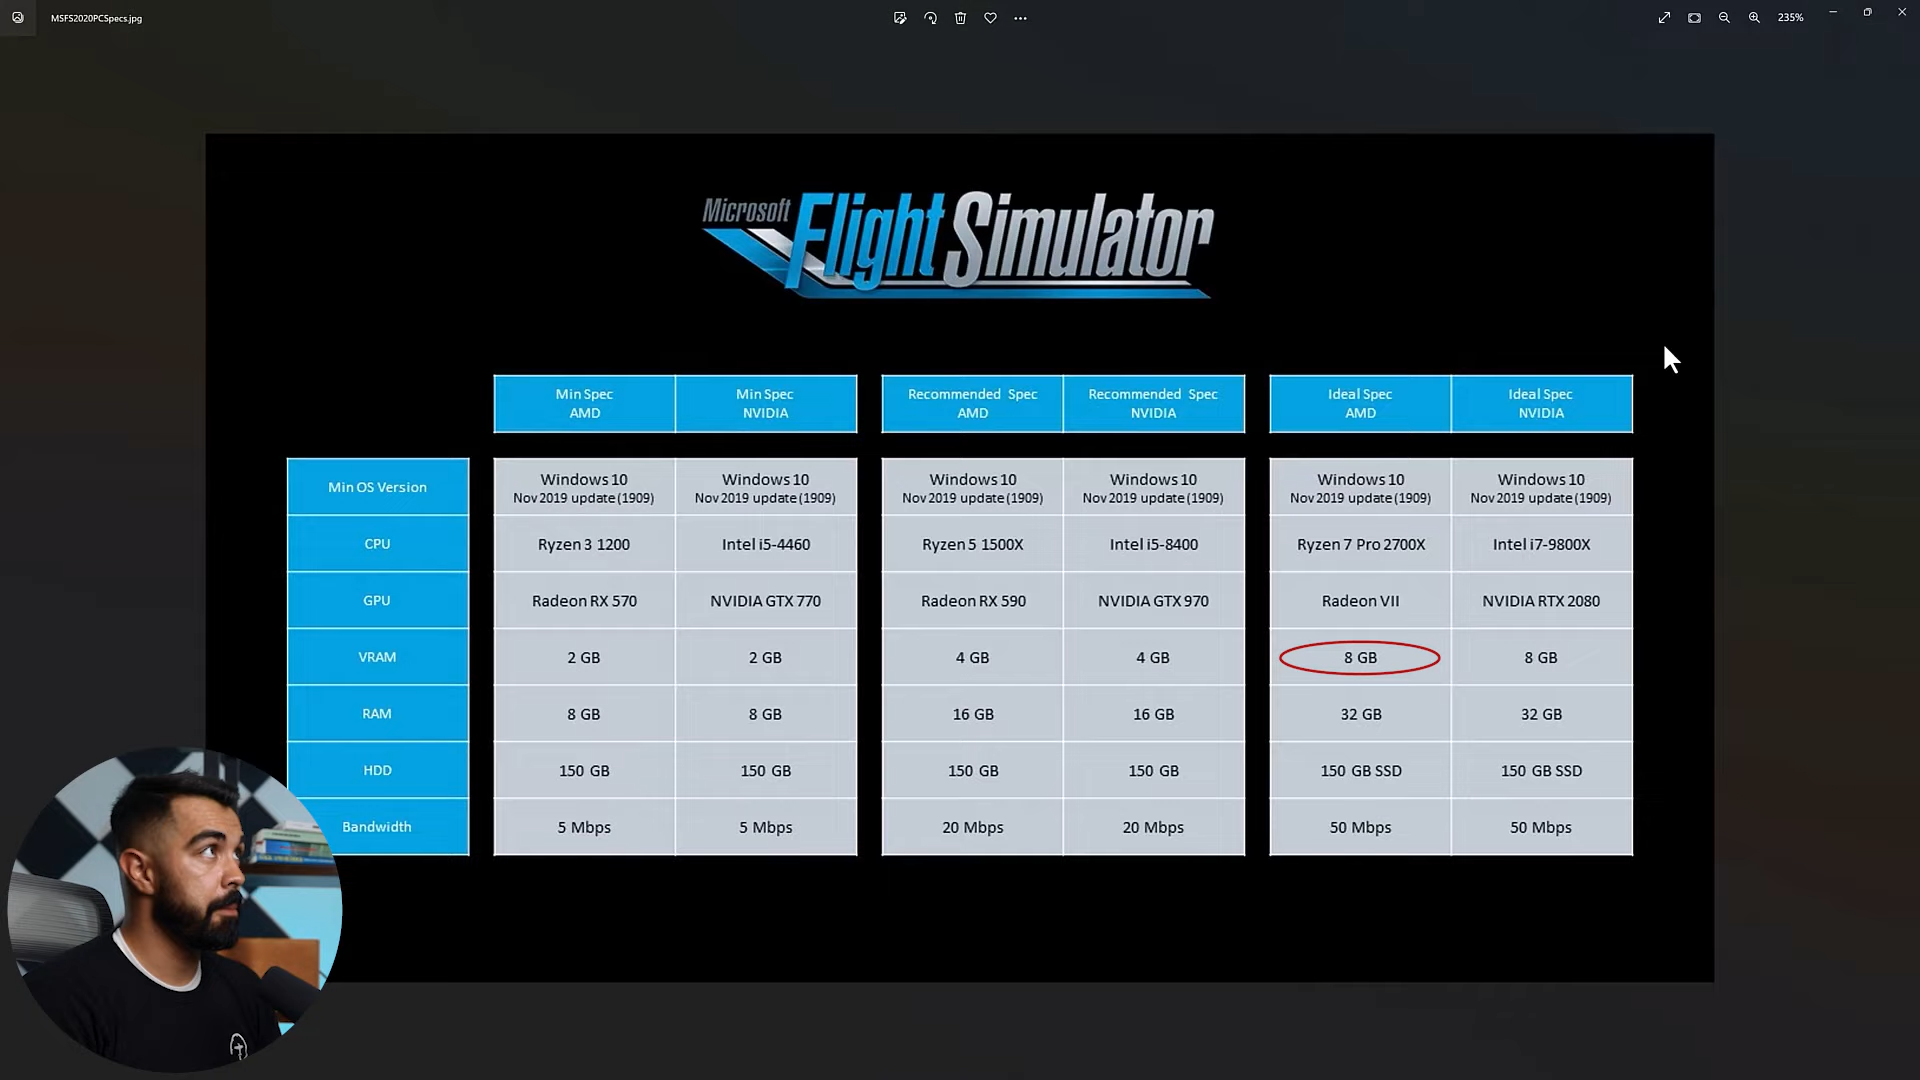 MSFS2020PCSpecs.jpg
235%
Microsoft Flight Simulator
Min Spec AMD
Min Spec NVIDIA
Recommended Spec AMD
Recommended Spec NVIDIA
Ideal Spec AMD
Ideal Spec NVIDIA
Min OS Version
Windows 10 Nov 2019 update (1909)
Windows 10 Nov 2019 update (1909)
Windows 10 Nov 2019 update (1909)
Windows 10 Nov 2019 update (1909)
Windows 10 Nov 2019 update (1909)
Windows 10 Nov 2019 update (1909)
CPU
Ryzen 3 1200
Intel i5-4460
Ryzen 5 1500X
Intel i5-8400
Ryzen 7 Pro 2700X
Intel i7-9800X
GPU
Radeon RX 570
NVIDIA GTX 770
Radeon RX 590
NVIDIA GTX 970
Radeon VII
NVIDIA RTX 2080
VRAM
2 GB
2 GB
4 GB
4 GB
8 GB
8 GB
RAM
8 GB
8 GB
16 GB
16 GB
32 GB
32 GB
HDD
150 GB
150 GB
150 GB
150 GB
150 GB SSD
150 GB SSD
Bandwidth
5 Mbps
5 Mbps
20 Mbps
20 Mbps
50 Mbps
50 Mbps